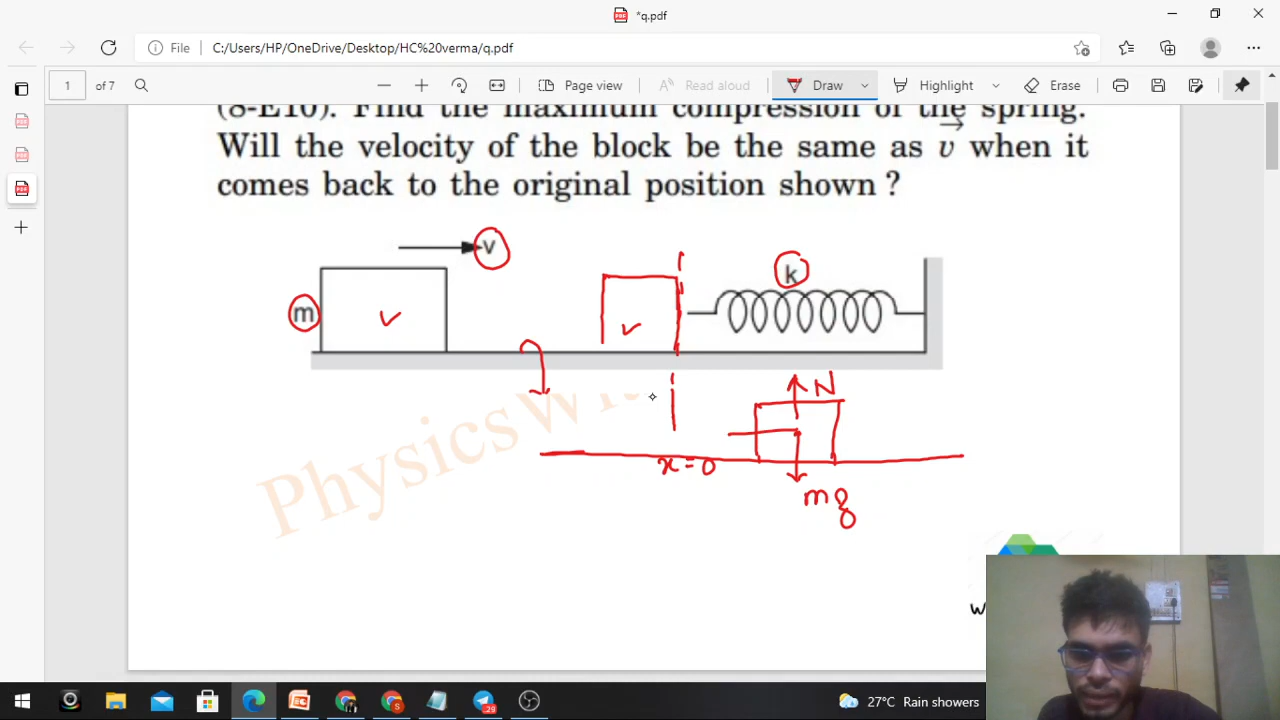 *q.pdf
File C:/Users/HP/OneDrive/Desktop/HC%20verma/q.pdf
1 of 7 Page view Read aloud Draw Highlight Erase
(8-E10). Find the maximum compression of the spring.
Will the velocity of the block be the same as v when it
comes back to the original position shown ?
v
k
m
N
x=0
mg
27°C Rain showers